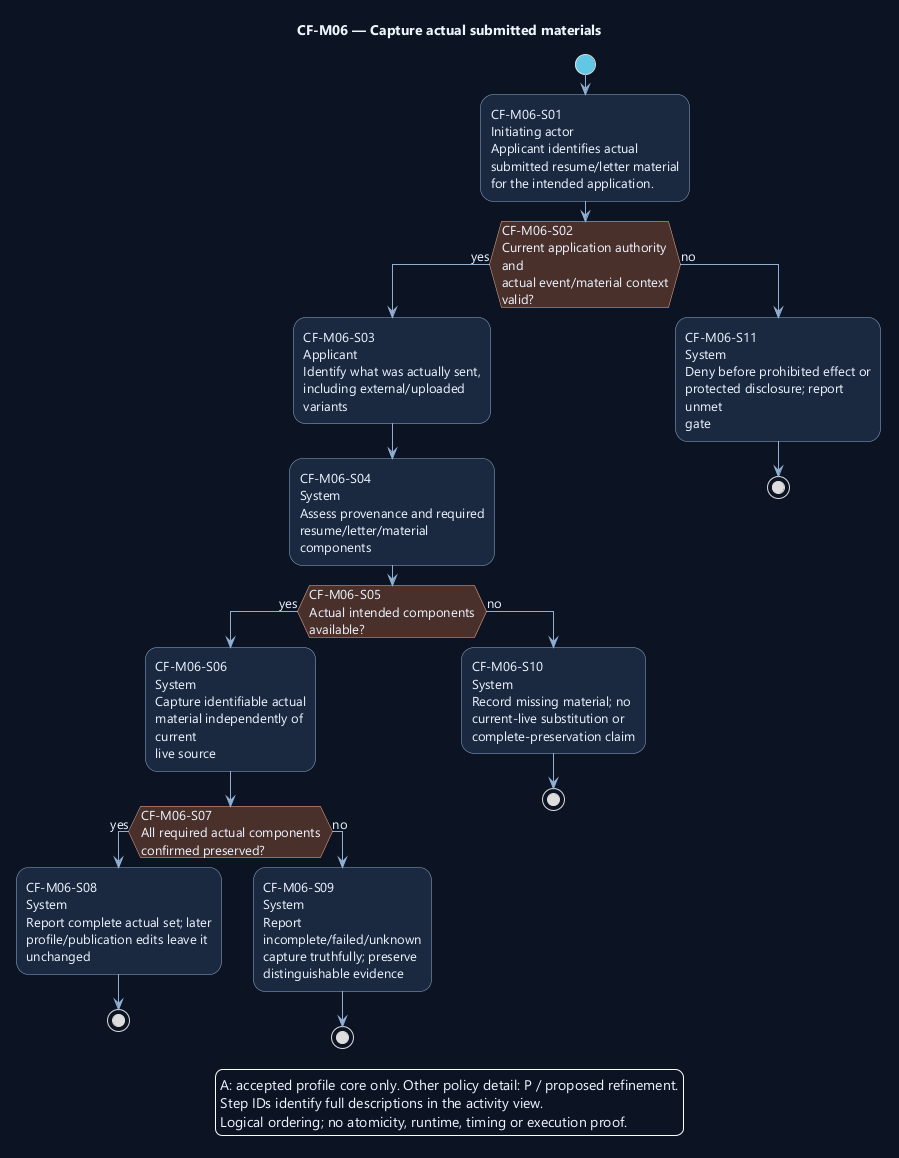 CF-M06 — Capture actual submitted materials
CF-M06-S01
Initiating actor
Applicant identifies actual
submitted resume/letter material
for the intended application.
CF-M06-S02
Current application authority
and
actual event/material context
valid?
yes
no
CF-M06-S03
Applicant
Identify what was actually sent,
including external/uploaded
variants
CF-M06-S11
System
Deny before prohibited effect or
protected disclosure; report
unmet
gate
CF-M06-S04
System
Assess provenance and required
resume/letter/material
components
CF-M06-S05
Actual intended components
available?
yes
no
CF-M06-S06
System
Capture identifiable actual
material independently of
current
live source
CF-M06-S10
System
Record missing material; no
current-live substitution or
complete-preservation claim
CF-M06-S07
All required actual components
confirmed preserved?
yes
no
CF-M06-S08
System
Report complete actual set; later
profile/publication edits leave it
unchanged
CF-M06-S09
System
Report
incomplete/failed/unknown
capture truthfully; preserve
distinguishable evidence
A: accepted profile core only. Other policy detail: P / proposed refinement.
Step IDs identify full descriptions in the activity view.
Logical ordering; no atomicity, runtime, timing or execution proof.